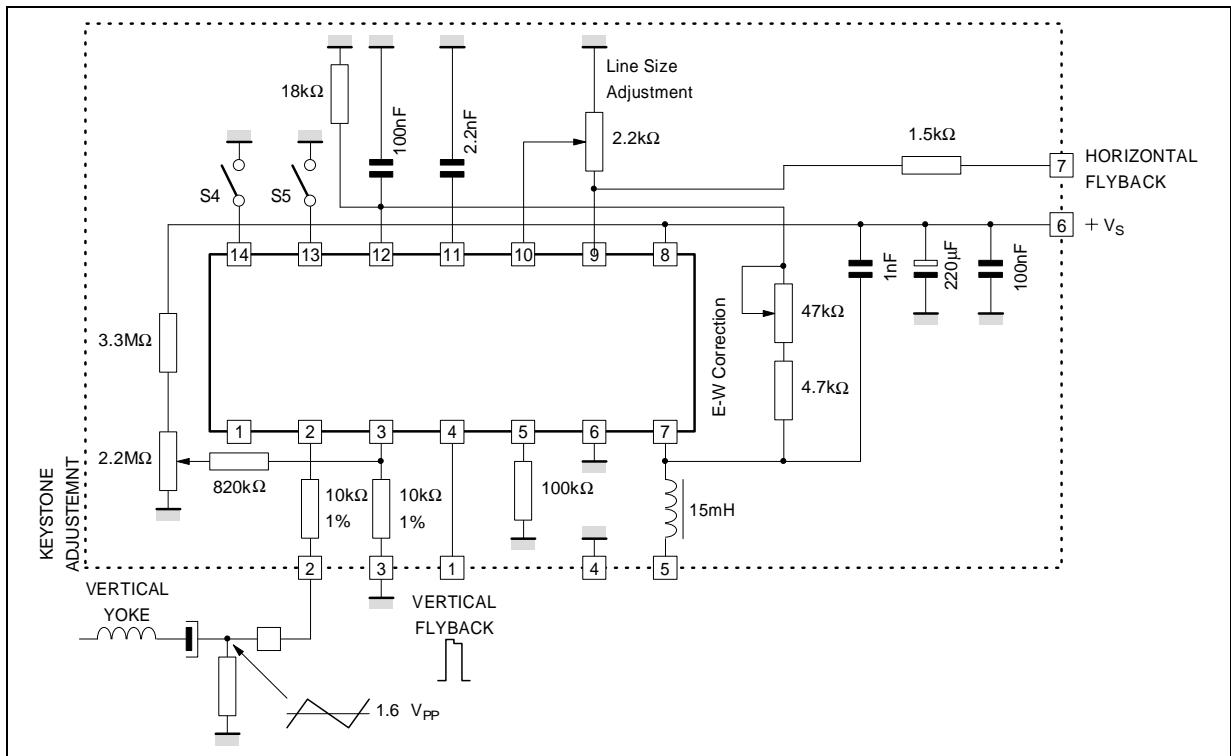 Line Size
Adjustment
18kΩ
100nF
2.2nF
2.2kΩ
1.5kΩ
7
HORIZONTAL
FLYBACK
S4
S5
6
+ VS
14
13
12
11
10
9
8
1nF
220µF
100nF
3.3MΩ
47kΩ
E-W Correction
4.7kΩ
1
2
3
4
5
6
7
2.2MΩ
820kΩ
10kΩ
1%
10kΩ
1%
100kΩ
15mH
KEYSTONE
ADJUSTEMNT
2
3
1
4
5
VERTICAL
YOKE
VERTICAL
FLYBACK
1.6 VPP